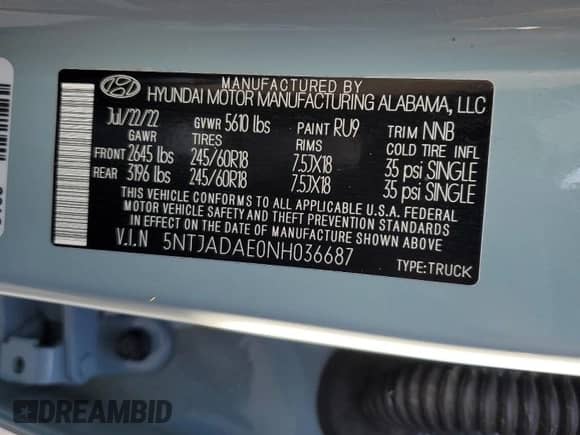 MANUFACTURED BY
HYUNDAI MOTOR MANUFACTURING ALABAMA, LLC
Jul/22/22 GVWR 5610 lbs PAINT RU9 TRIM NNB
GAWR TIRES RIMS COLD TIRE INFL
FRONT 2645 lbs 245/60R18 7.5JX18 35 psi SINGLE
REAR 3196 lbs 245/60R18 7.5JX18 35 psi SINGLE
THIS VEHICLE CONFORMS TO ALL APPLICABLE U.S.A. FEDERAL
MOTOR VEHICLE SAFETY AND THEFT PREVENTION STANDARDS
IN EFFECT ON THE DATE OF MANUFACTURE SHOWN ABOVE.
V.I.N 5NTJADAE0NH036687
TYPE:TRUCK
DREAMBID